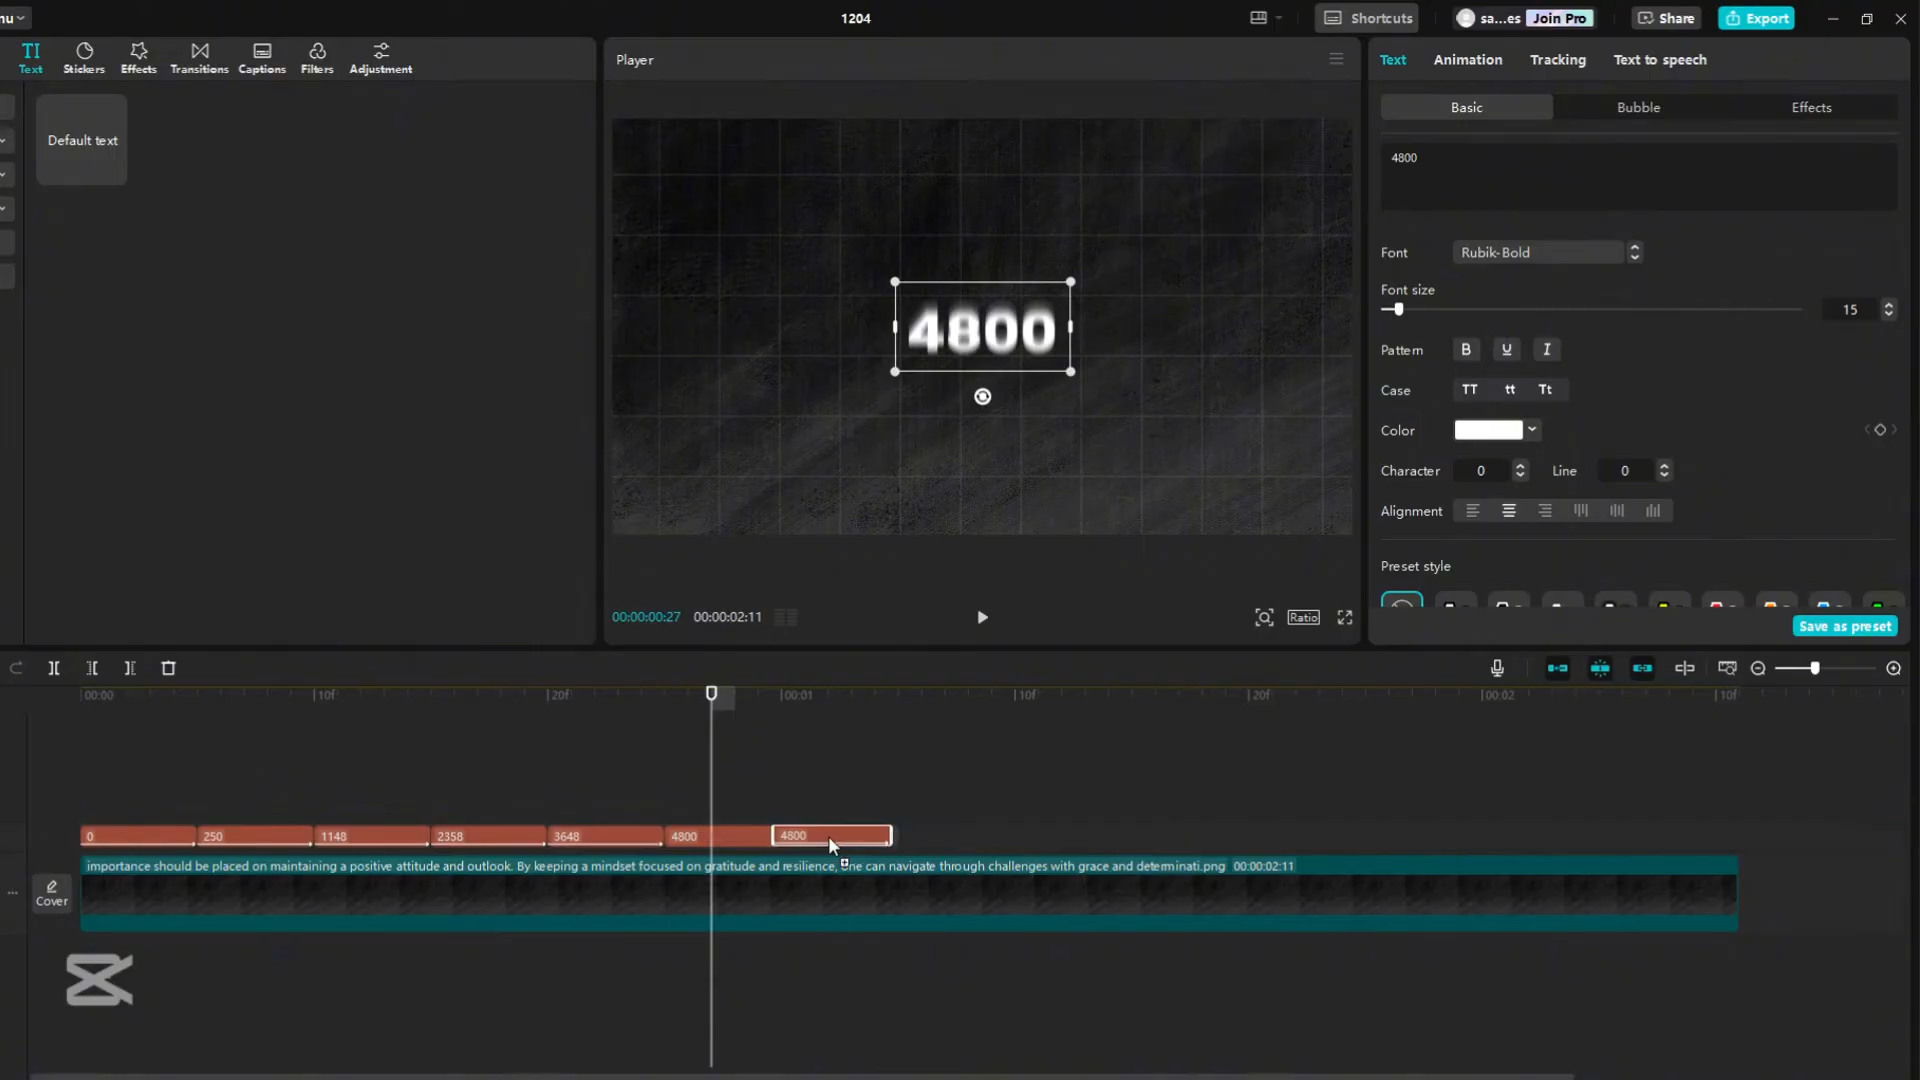 nu
1204
Shortcuts
sa...es
Join Pro
Share
Export
TI
Text
Stickers
Effects
Transitions
Captions
Filters
Adjustment
Default text
Player
4800
00:00:00:27
00:00:02:11
Ratio
Text
Animation
Tracking
Text to speech
Basic
Bubble
Effects
4800
Font
Rubik-Bold
Font size
15
Pattern
B
U
I
Case
TT
tt
Tt
Color
Character
0
Line
0
Alignment
Preset style
Save as preset
00:00
10f
20f
00:01
10f
20f
00:02
10f
0
250
1148
2358
3648
4800
4800
importance should be placed on maintaining a positive attitude and outlook. By keeping a mindset focused on gratitude and resilience, one can navigate through challenges with grace and determinati.png 00:00:02:11
Cover